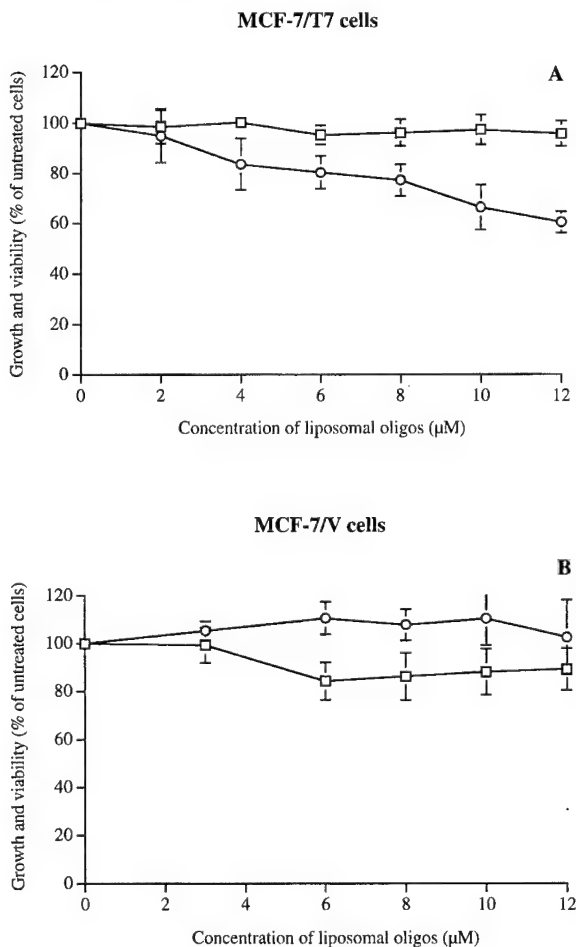 MCF-7/T7 cells
A
Growth and viability (% of untreated cells)
120
100
80
60
40
20
0
0 2 4 6 8 10 12
Concentration of liposomal oligos (µM)
MCF-7/V cells
B
Growth and viability (% of untreated cells)
120
100
80
60
40
20
0
0 2 4 6 8 10 12
Concentration of liposomal oligos (µM)